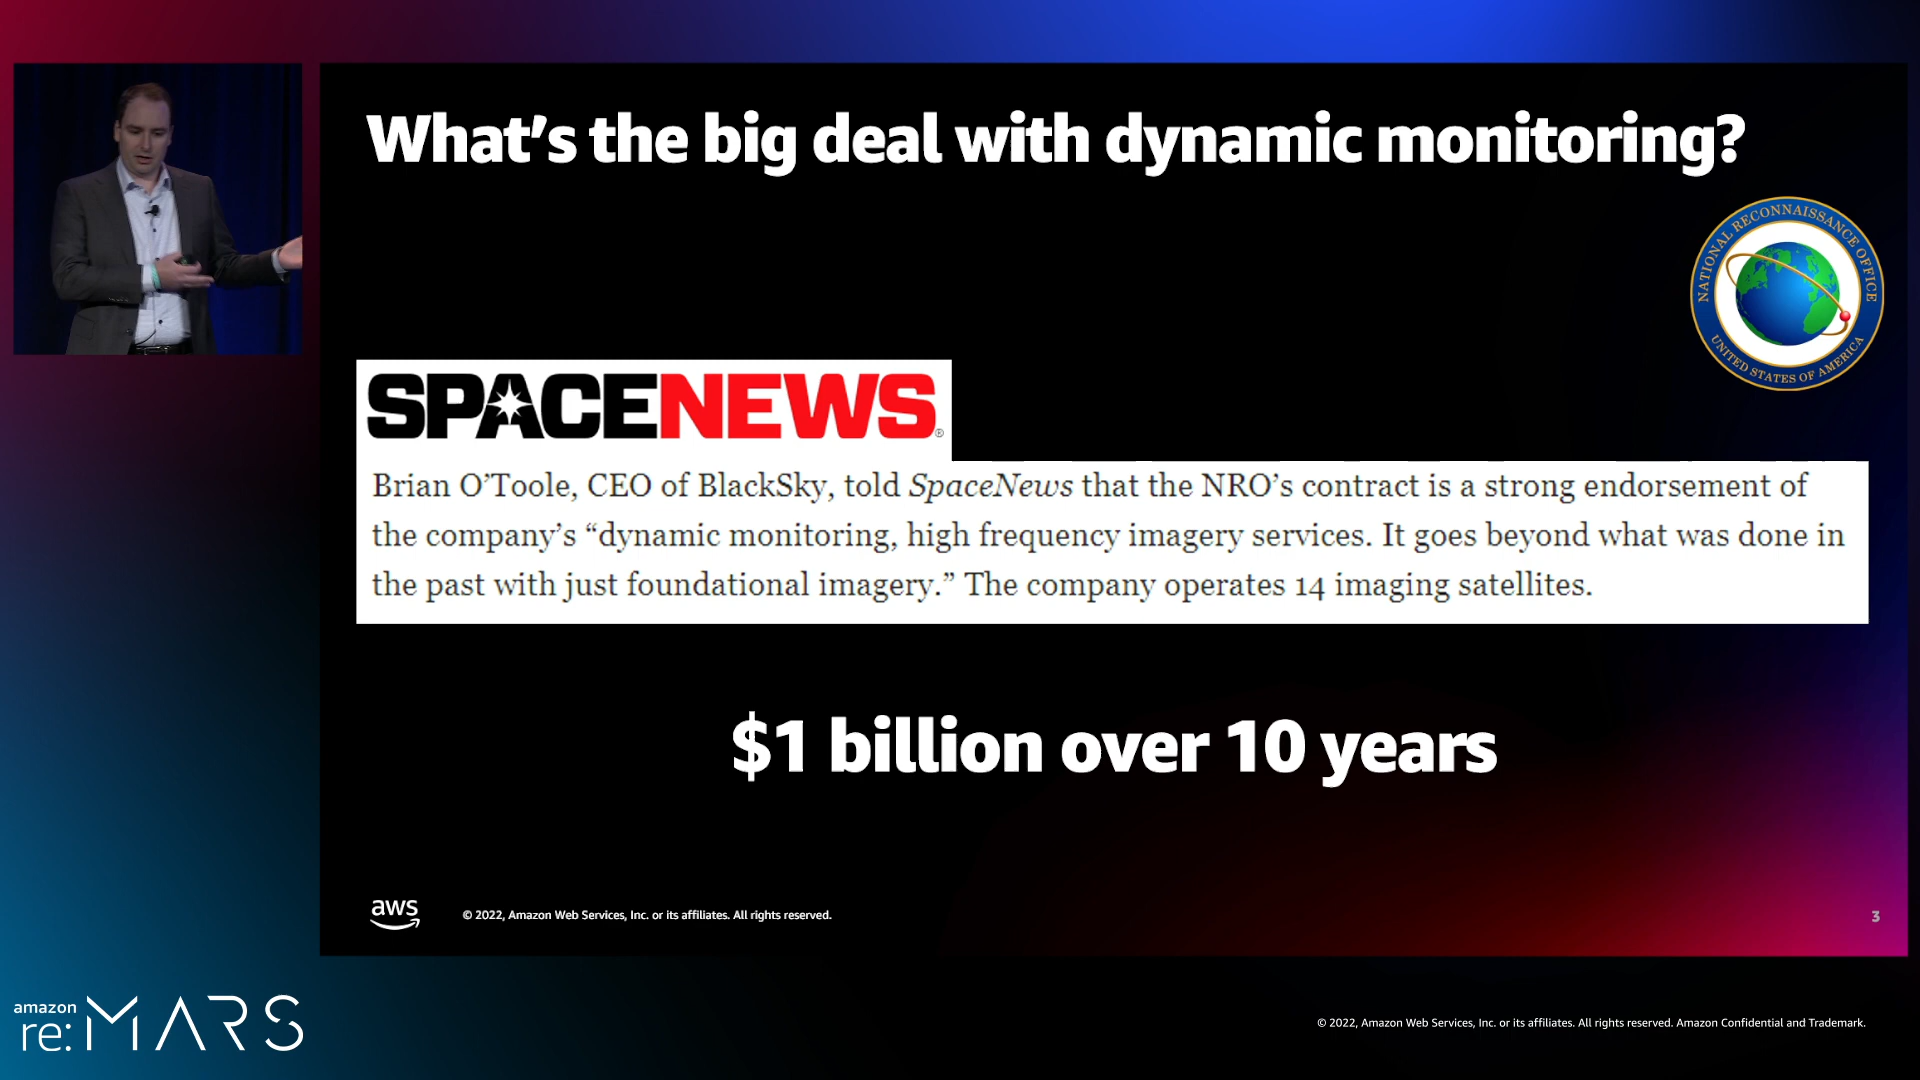 What's the big deal with dynamic monitoring?
NATIONAL RECONNAISSANCE OFFICE
UNITED STATES OF AMERICA
SPACENEWS®
Brian O'Toole, CEO of BlackSky, told SpaceNews that the NRO's contract is a strong endorsement of
the company's “dynamic monitoring, high frequency imagery services. It goes beyond what was done in
the past with just foundational imagery.” The company operates 14 imaging satellites.
$1 billion over 10 years
aws
© 2022, Amazon Web Services, Inc. or its affiliates. All rights reserved.
3
amazon
re:MARS
© 2022, Amazon Web Services, Inc. or its affiliates. All rights reserved. Amazon Confidential and Trademark.